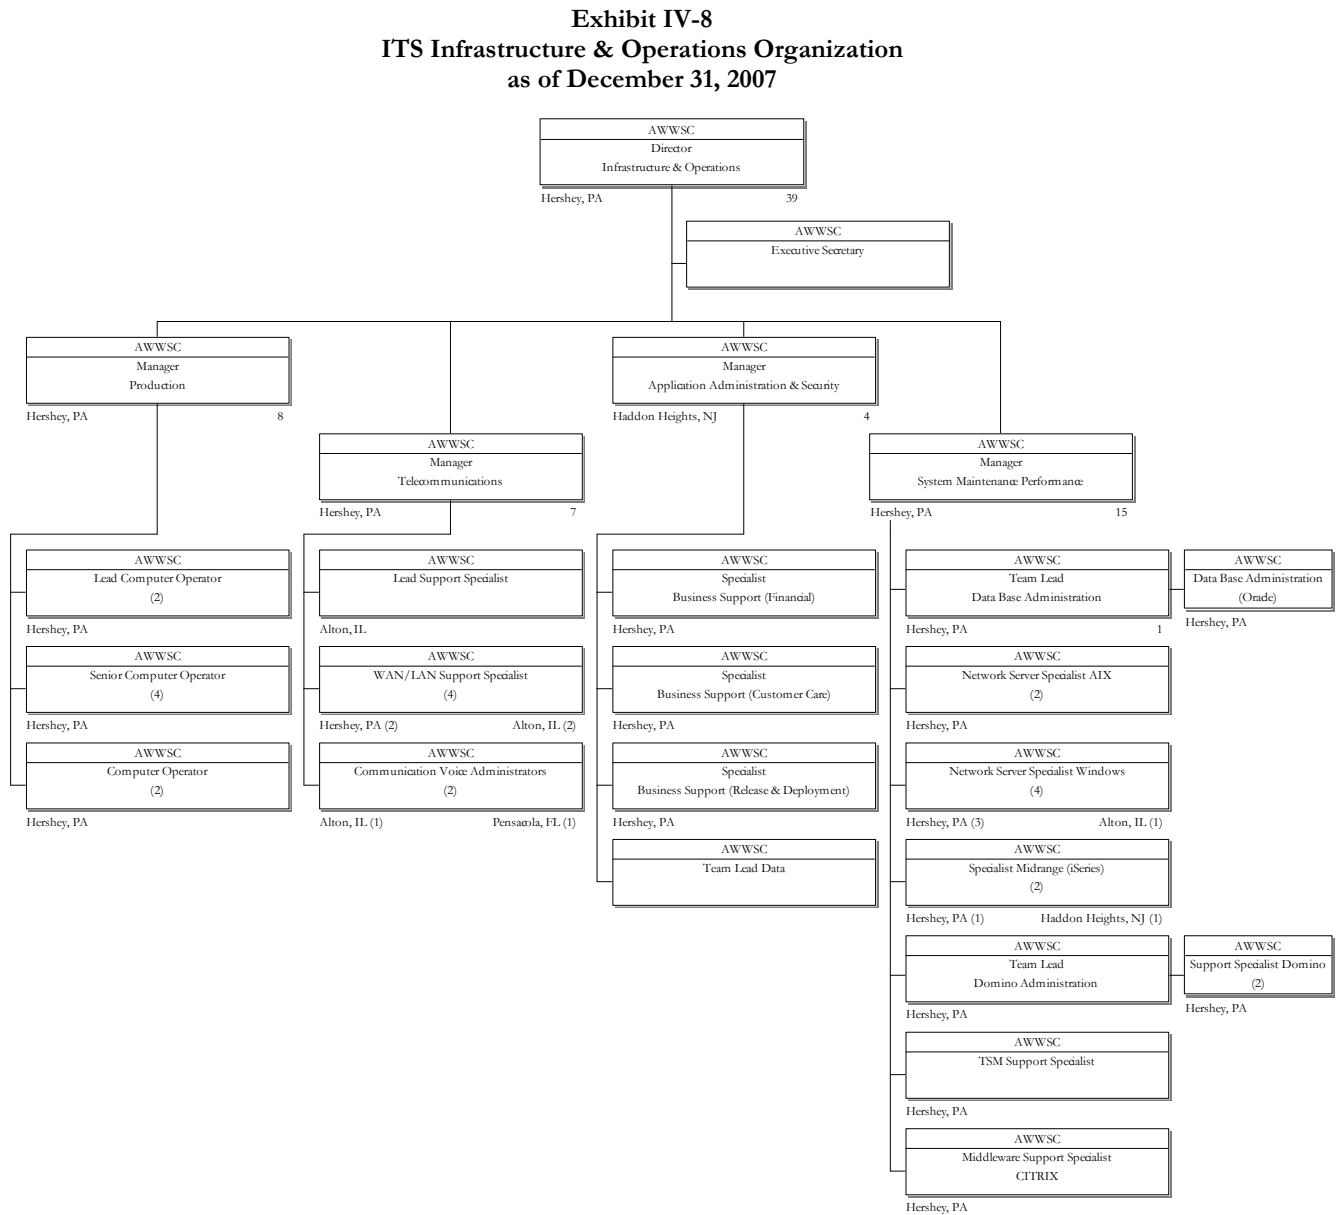 Exhibit IV-8
ITS Infrastructure & Operations Organization
as of December 31, 2007
AWWSC
Director
Infrastructure & Operations
Hershey, PA 39
AWWSC
Executive Secretary
AWWSC
Manager
Production
Hershey, PA 8
AWWSC
Manager
Application Administration & Security
Haddon Heights, NJ 4
AWWSC
Manager
Telecommunications
Hershey, PA 7
AWWSC
Manager
System Maintenance Performance
Hershey, PA 15
AWWSC
Lead Computer Operator
(2)
Hershey, PA
AWWSC
Senior Computer Operator
(4)
Hershey, PA
AWWSC
Computer Operator
(2)
Hershey, PA
AWWSC
Lead Support Specialist
Alton, IL
AWWSC
WAN/LAN Support Specialist
(4)
Hershey, PA (2) Alton, IL (2)
AWWSC
Communication Voice Administrators
(2)
Alton, IL (1) Pensacola, FL (1)
AWWSC
Specialist
Business Support (Financial)
Hershey, PA
AWWSC
Specialist
Business Support (Customer Care)
Hershey, PA
AWWSC
Specialist
Business Support (Release & Deployment)
Hershey, PA
AWWSC
Team Lead Data
AWWSC
Team Lead
Data Base Administration
Hershey, PA 1
AWWSC
Data Base Administration
(Oracle)
Hershey, PA
AWWSC
Network Server Specialist AIX
(2)
Hershey, PA
AWWSC
Network Server Specialist Windows
(4)
Hershey, PA (3) Alton, IL (1)
AWWSC
Specialist Midrange (iSeries)
(2)
Hershey, PA (1) Haddon Heights, NJ (1)
AWWSC
Team Lead
Domino Administration
Hershey, PA
AWWSC
Support Specialist Domino
(2)
Hershey, PA
AWWSC
TSM Support Specialist
Hershey, PA
AWWSC
Middleware Support Specialist
CITRIX
Hershey, PA